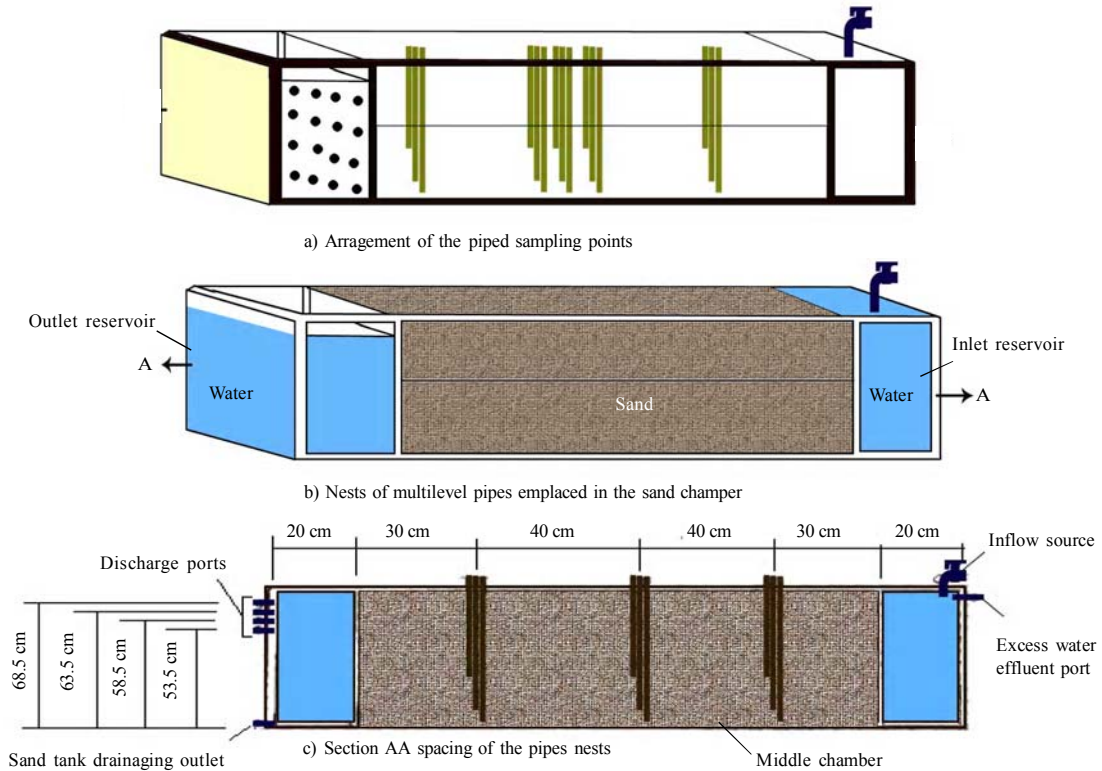 a) Arragement of the piped sampling points
Outlet reservoir
A
Water
Sand
Water
Inlet reservoir
A
b) Nests of multilevel pipes emplaced in the sand champer
20 cm
30 cm
40 cm
40 cm
30 cm
20 cm
Discharge ports
Inflow source
68.5 cm
63.5 cm
58.5 cm
53.5 cm
Excess water
effluent port
Sand tank drainaging outlet
c) Section AA spacing of the pipes nests
Middle chamber